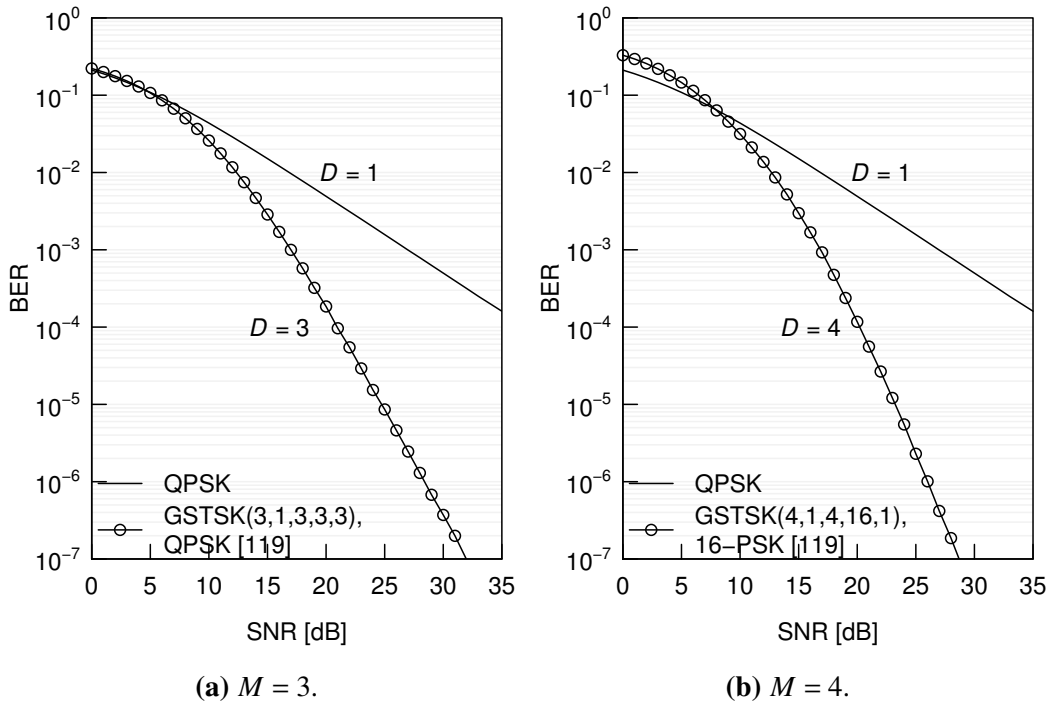 10^0
10^−1
10^−2
10^−3
10^−4
10^−5
10^−6
10^−7
BER
D = 1
D = 3
QPSK
GSTSK(3,1,3,3,3),
QPSK [119]
0 5 10 15 20 25 30 35
SNR [dB]
(a) M = 3.
10^0
10^−1
10^−2
10^−3
10^−4
10^−5
10^−6
10^−7
BER
D = 1
D = 4
QPSK
GSTSK(4,1,4,16,1),
16−PSK [119]
0 5 10 15 20 25 30 35
SNR [dB]
(b) M = 4.